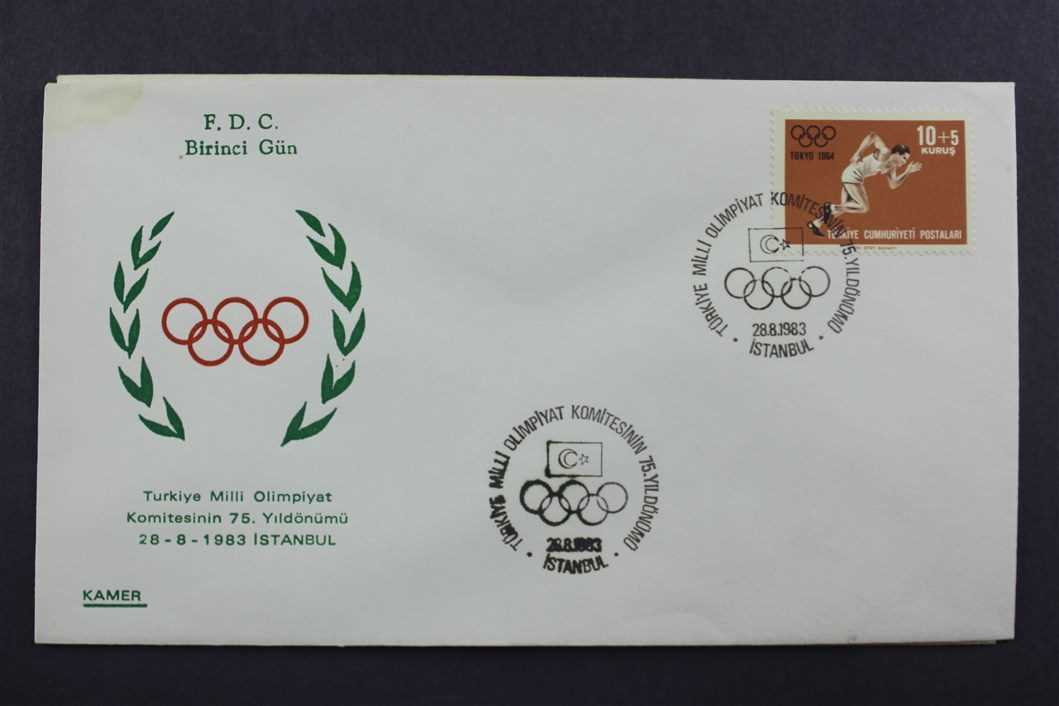 F. D. C.
Birinci Gün
Turkiye Milli Olimpiyat
Komitesinin 75. Yıldönümü
28 - 8 - 1983 İSTANBUL
KAMER
10+5
KURUŞ
TOKYO 1964
TÜRKİYE CUMHURİYETİ POSTALARI
TÜRKİYE MİLLİ OLİMPİYAT KOMİTESİNİN 75.YILDÖNÜMÜ
28.8.1983
İSTANBUL
TÜRKİYE MİLLİ OLİMPİYAT KOMİTESİNİN 75.YILDÖNÜMÜ
28.8.1983
İSTANBUL